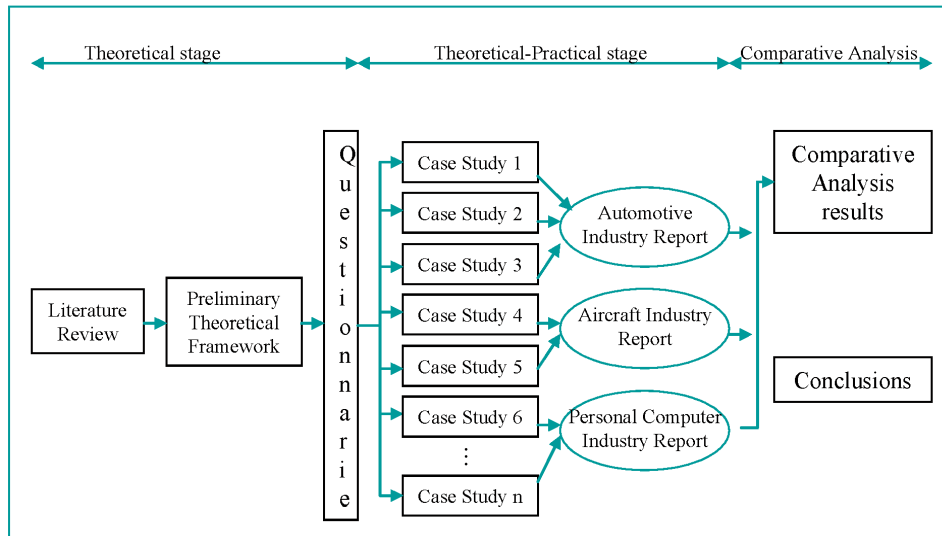 Theoretical stage
Theoretical-Practical stage
Comparative Analysis
Literature
Review
Preliminary
Theoretical
Framework
Questionnarie
Case Study 1
Case Study 2
Case Study 3
Case Study 4
Case Study 5
Case Study 6
...
Case Study n
Automotive
Industry Report
Aircraft Industry
Report
Personal Computer
Industry Report
Comparative
Analysis
results
Conclusions